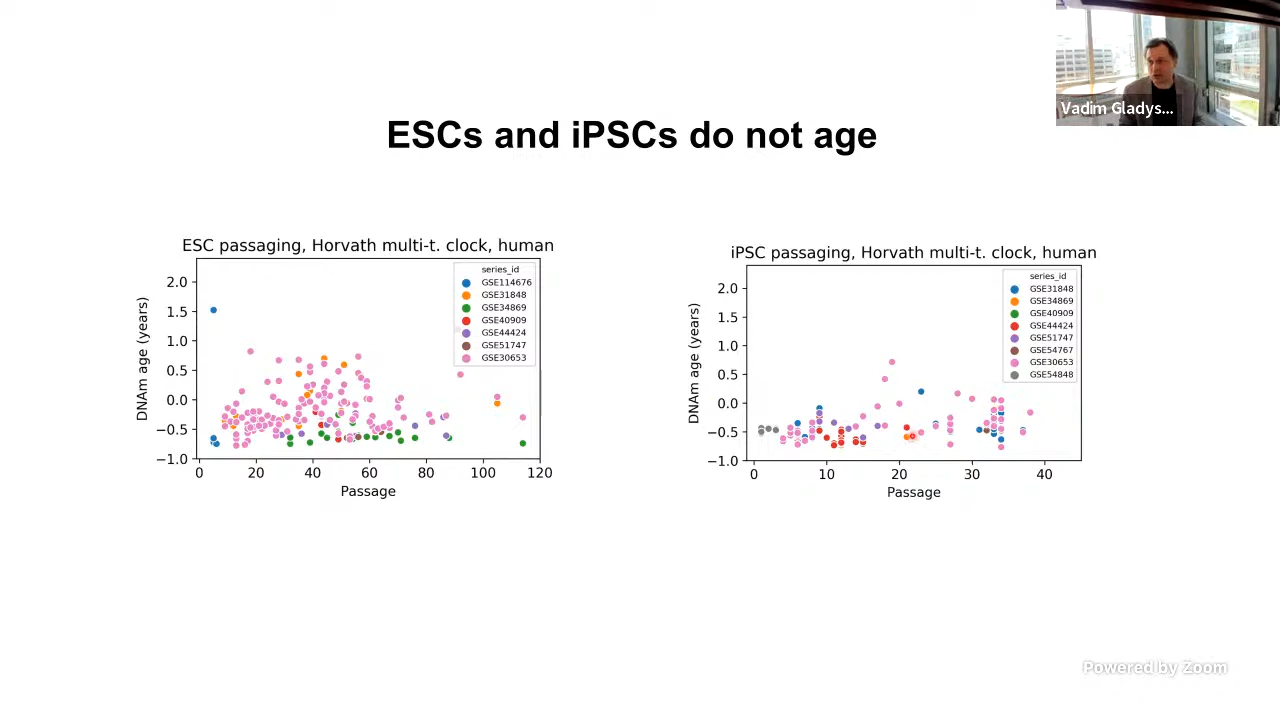 Vadim Gladys...
ESCs and iPSCs do not age
ESC passaging, Horvath multi-t. clock, human
series_id
GSE114676
GSE31848
GSE34869
GSE40909
GSE44424
GSE51747
GSE30653
2.0
1.5
1.0
0.5
0.0
−0.5
−1.0
DNAm age (years)
0 20 40 60 80 100 120
Passage
iPSC passaging, Horvath multi-t. clock, human
series_id
GSE31848
GSE34869
GSE40909
GSE44424
GSE51747
GSE54767
GSE30653
GSE54848
2.0
1.5
1.0
0.5
0.0
−0.5
−1.0
DNAm age (years)
0 10 20 30 40
Passage
Powered by Zoom